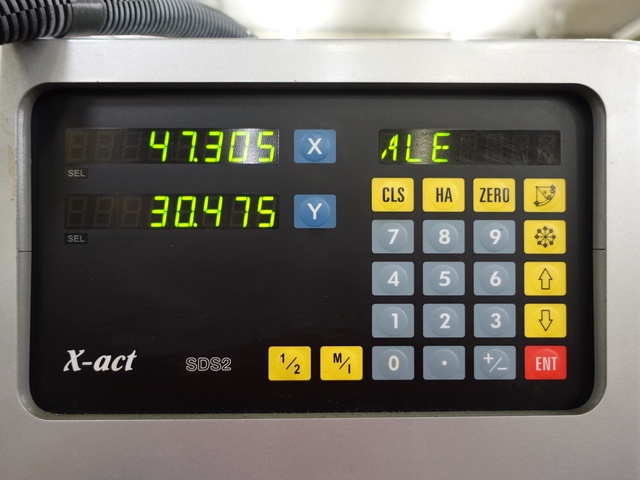 47.305 X ALE
SEL
30.475 Y
SEL
CLS HA ZERO
7 8 9
4 5 6
1 2 3
X-act SDS2 1/2 M/I 0 . +/- ENT